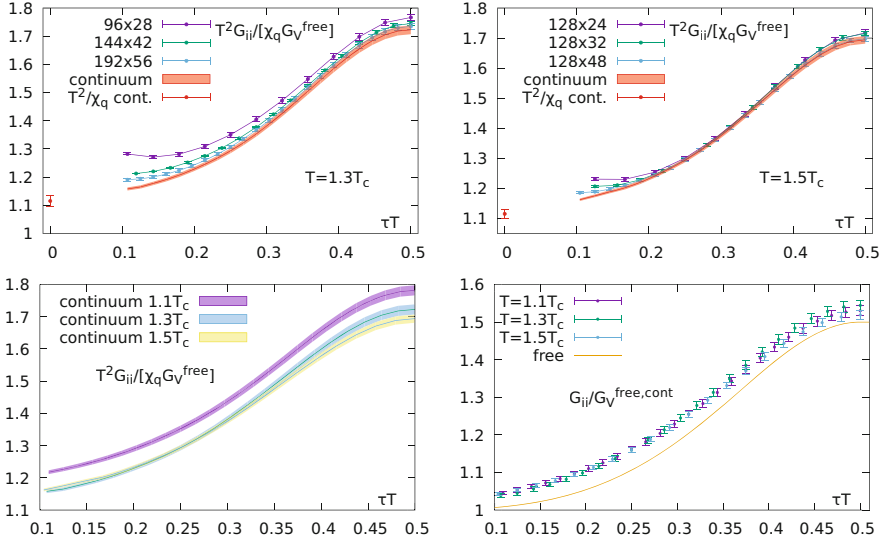 96x28
144x42
192x56
continuum
T²/χq cont.
T²Gii/[χqGV^free]
T=1.3Tc
τT
1
1.1
1.2
1.3
1.4
1.5
1.6
1.7
1.8
0
0.1
0.2
0.3
0.4
0.5
128x24
128x32
128x48
continuum
T²/χq cont.
T²Gii/[χqGV^free]
T=1.5Tc
τT
1.1
1.2
1.3
1.4
1.5
1.6
1.7
1.8
0
0.1
0.2
0.3
0.4
0.5
continuum 1.1Tc
continuum 1.3Tc
continuum 1.5Tc
T²Gii/[χqGV^free]
τT
1.1
1.2
1.3
1.4
1.5
1.6
1.7
1.8
0.1
0.15
0.2
0.25
0.3
0.35
0.4
0.45
0.5
T=1.1Tc
T=1.3Tc
T=1.5Tc
free
Gii/GV^free,cont
τT
1
1.1
1.2
1.3
1.4
1.5
1.6
0.1
0.15
0.2
0.25
0.3
0.35
0.4
0.45
0.5